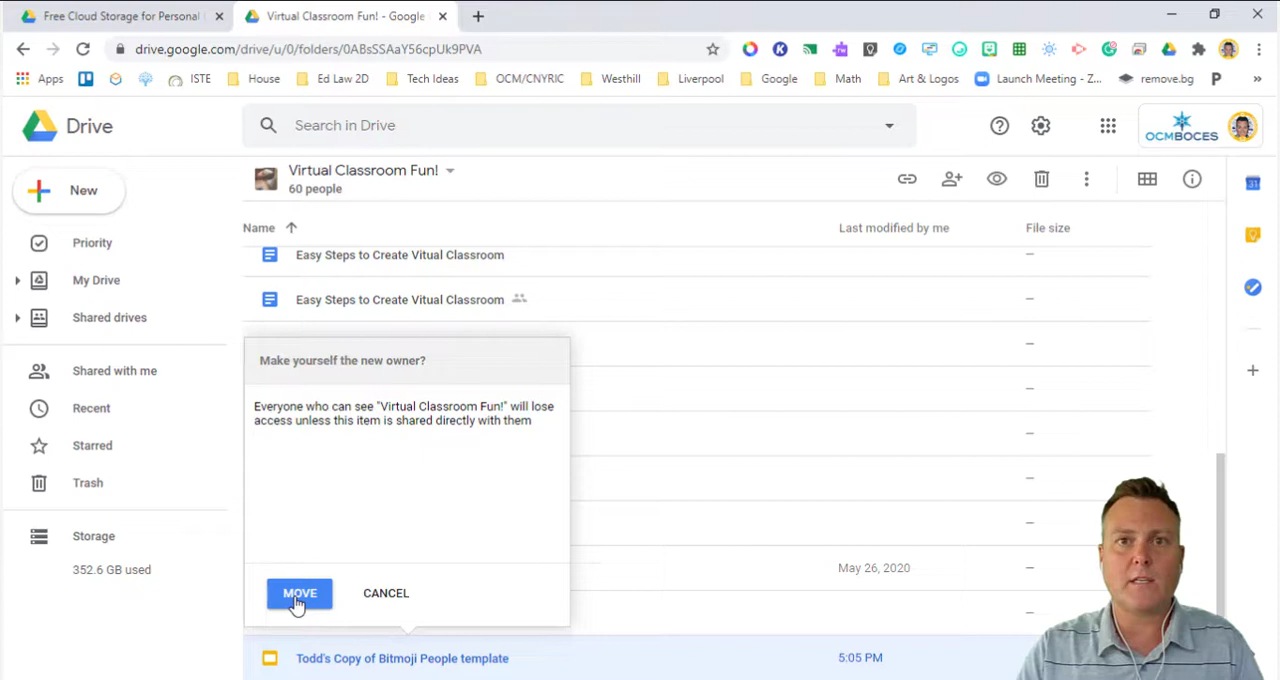 Free Cloud Storage for Personal
Virtual Classroom Fun! - Google
drive.google.com/drive/u/0/folders/0ABsSSAaY56cpUk9PVA
Apps ISTE House Ed Law 2D Tech Ideas OCM/CNYRIC Westhill Liverpool Google Math Art & Logos Launch Meeting - Z... remove.bg P »
Drive
Search in Drive
OCMBOCES
New
Virtual Classroom Fun!
60 people
Name
Last modified by me
File size
Priority
My Drive
Shared drives
Shared with me
Recent
Starred
Trash
Storage
352.6 GB used
Easy Steps to Create Vitual Classroom
–
Easy Steps to Create Vitual Classroom
–
–
–
–
–
–
May 26, 2020 –
–
Make yourself the new owner?
Everyone who can see "Virtual Classroom Fun!" will lose
access unless this item is shared directly with them
MOVE CANCEL
Todd's Copy of Bitmoji People template 5:05 PM